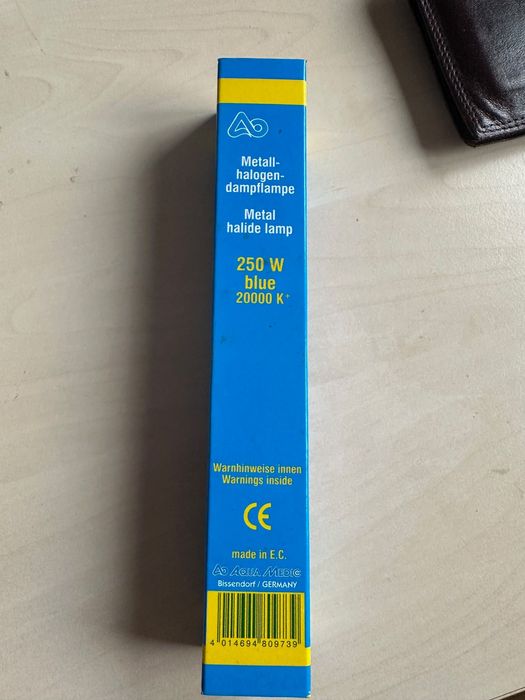 Metall-
halogen-
dampflampe
Metal
halide lamp
250 W
blue
20000 K+
Warnhinweise innen
Warnings inside
CE
made in E.C.
AQUA MEDIC
Bissendorf / GERMANY
4 014694 809739